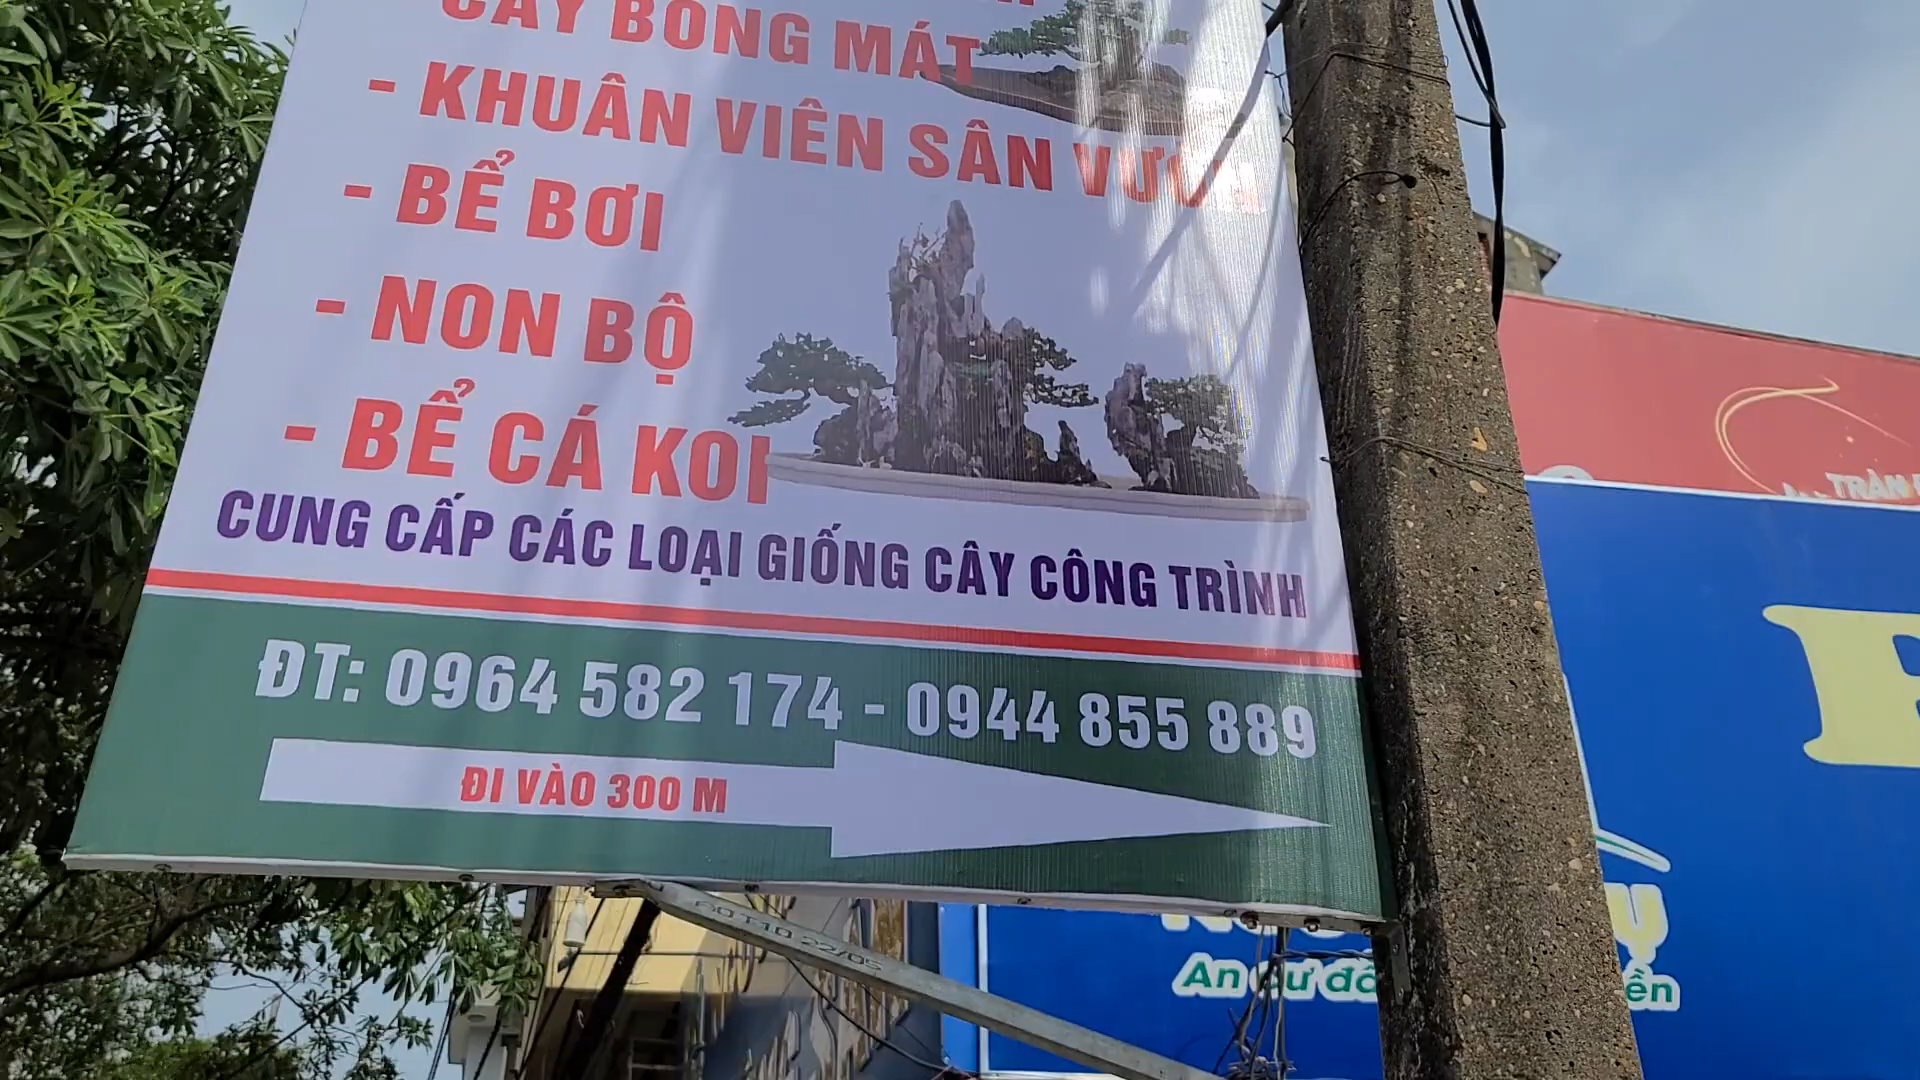 CÂY BÓNG MÁT
- KHUÂN VIÊN SÂN VƯỜN
- BỂ BƠI
- NON BỘ
- BỂ CÁ KOI
CUNG CẤP CÁC LOẠI GIỐNG CÂY CÔNG TRÌNH
ĐT: 0964 582 174 - 0944 855 889
ĐI VÀO 300 M
TRẦN
An cư